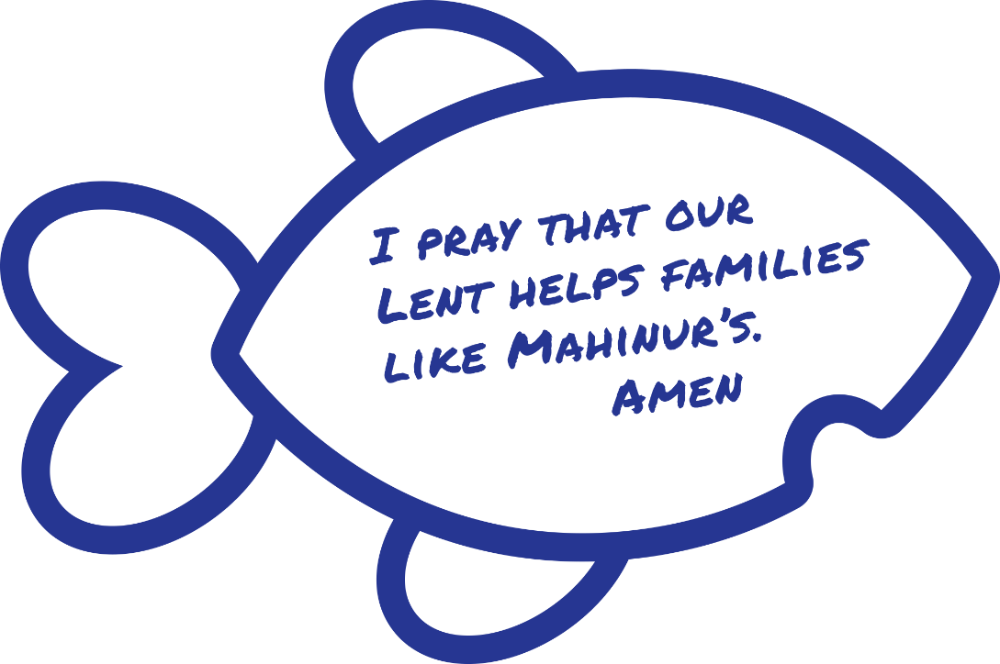 I pray that our
Lent helps families
like Mahinur's.
Amen